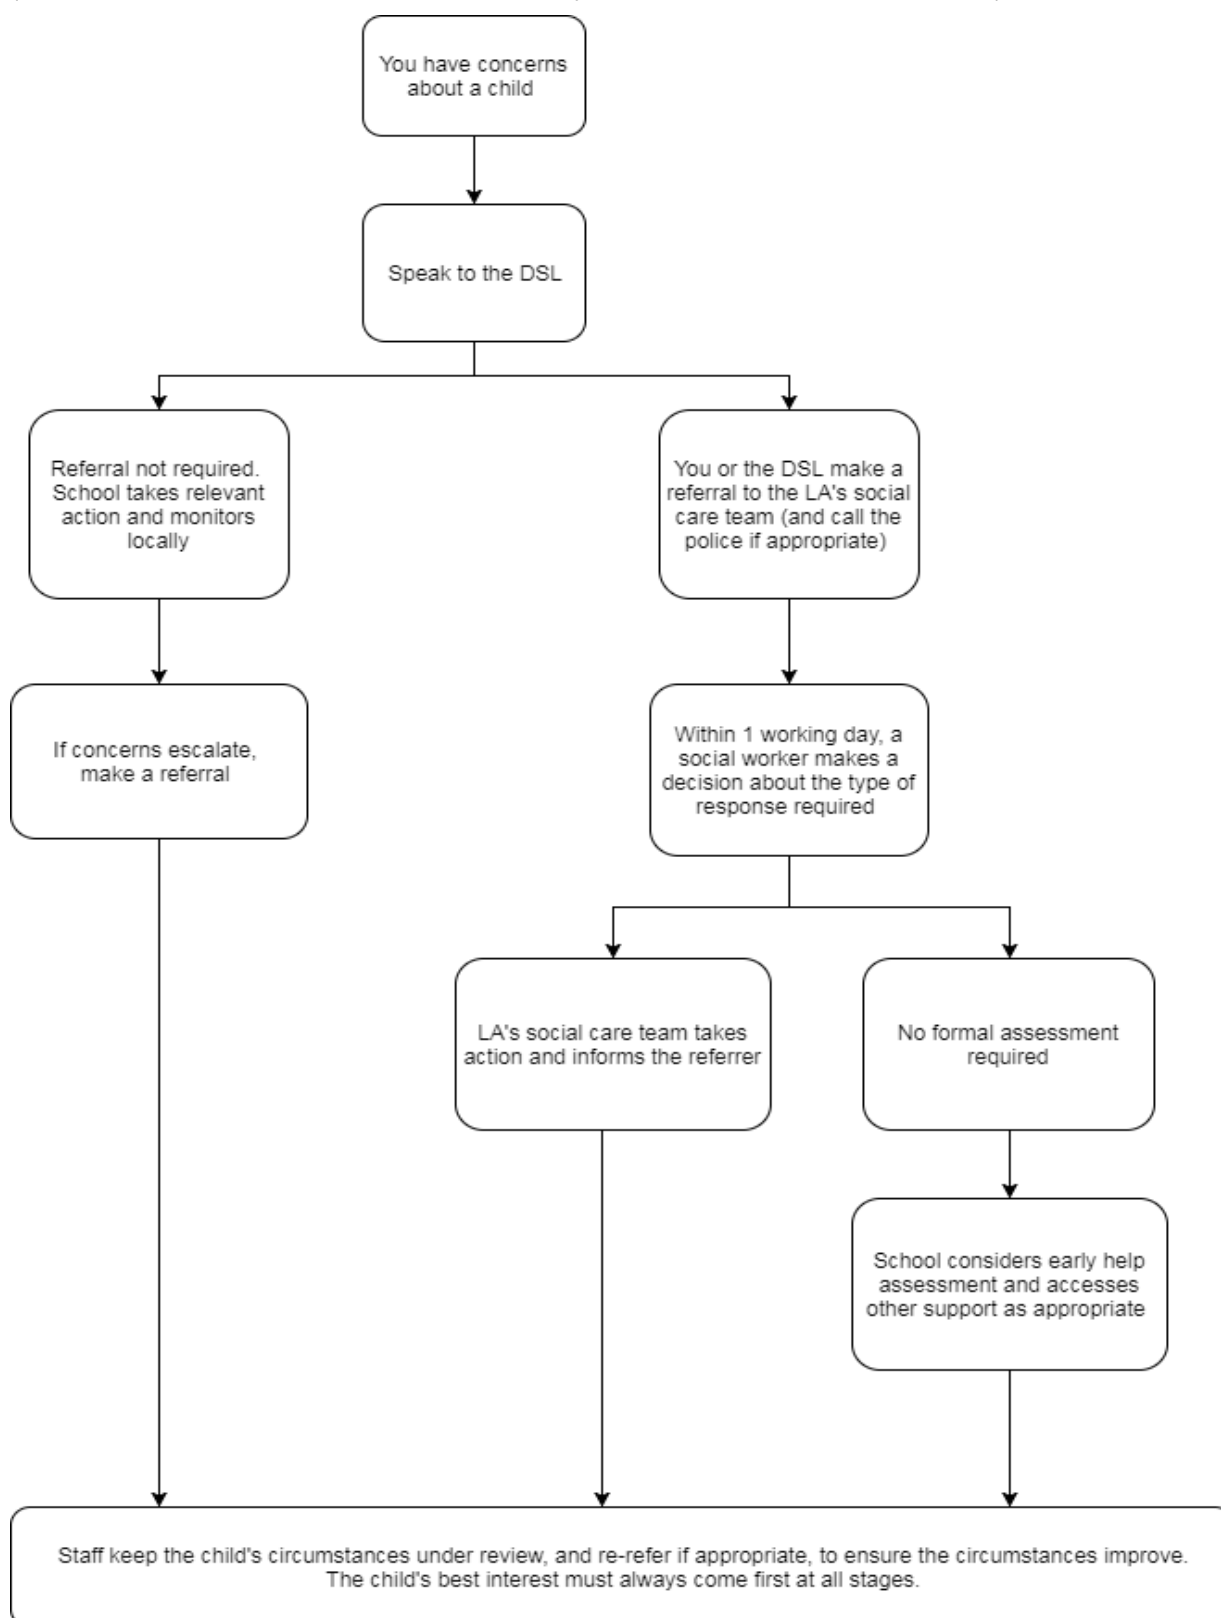 You have concerns
about a child
Speak to the DSL
Referral not required.
School takes relevant
action and monitors
locally
You or the DSL make a
referral to the LA's social
care team (and call the
police if appropriate)
If concerns escalate,
make a referral
Within 1 working day, a
social worker makes a
decision about the type of
response required
LA's social care team takes
action and informs the referrer
No formal assessment
required
School considers early help
assessment and accesses
other support as appropriate
Staff keep the child's circumstances under review, and re-refer if appropriate, to ensure the circumstances improve.
The child's best interest must always come first at all stages.